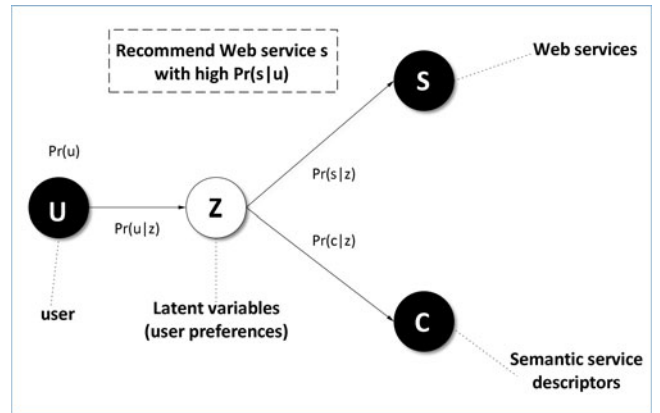 Recommend Web service s
with high Pr(s|u)
Web services
S
Pr(u)
Pr(s|z)
U
Z
Pr(u|z)
Pr(c|z)
user
Latent variables
(user preferences)
C
Semantic service
descriptors